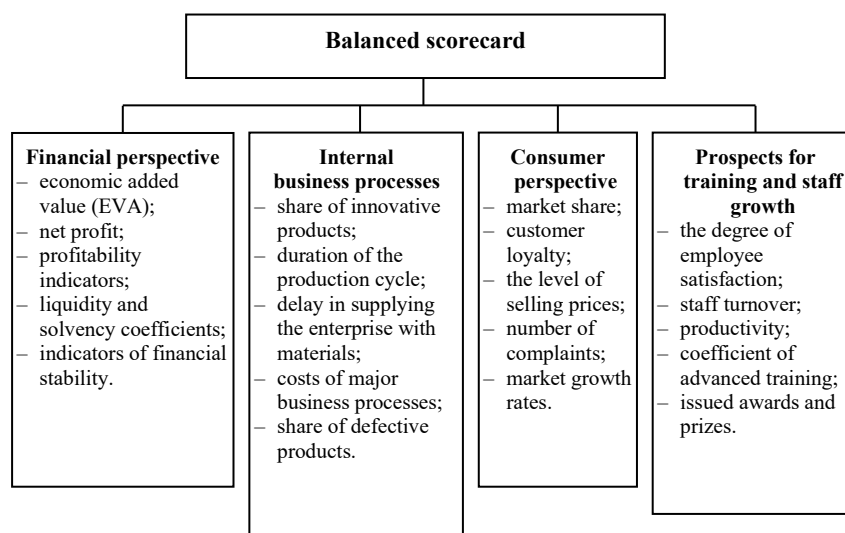 Balanced scorecard
Financial perspective
– economic added
value (EVA);
– net profit;
– profitability
indicators;
– liquidity and
solvency coefficients;
– indicators of financial
stability.
Internal
business processes
– share of innovative
products;
– duration of the
production cycle;
– delay in supplying
the enterprise with
materials;
– costs of major
business processes;
– share of defective
products.
Consumer
perspective
– market share;
– customer
loyalty;
– the level of
selling prices;
– number of
complaints;
– market growth
rates.
Prospects for
training and staff
growth
– the degree of
employee
satisfaction;
– staff turnover;
– productivity;
– coefficient of
advanced training;
– issued awards and
prizes.